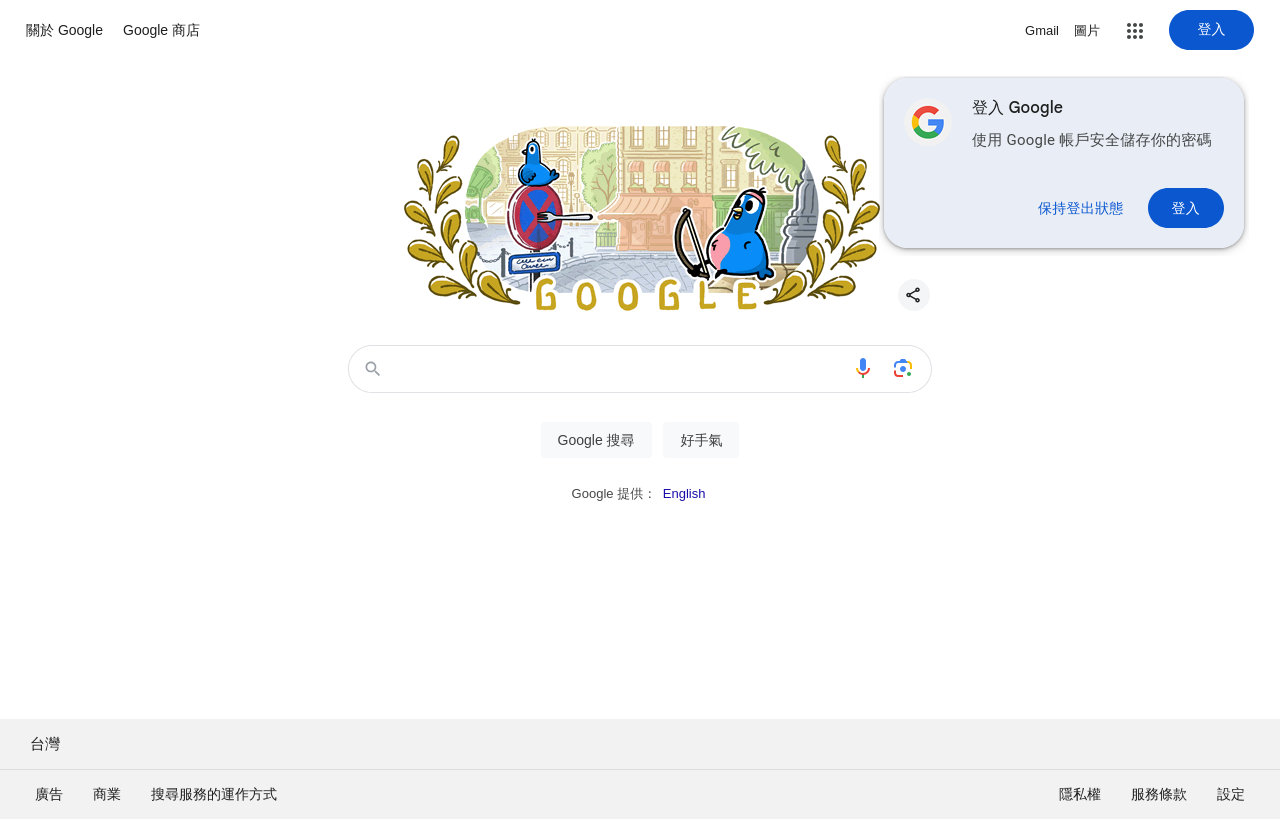 關於 Google
Google 商店
Gmail
圖片
登入
登入 Google
使用 Google 帳戶安全儲存你的密碼
保持登出狀態
登入
GOOGLE
Google 搜尋
好手氣
Google 提供： English
台灣
廣告
商業
搜尋服務的運作方式
隱私權
服務條款
設定